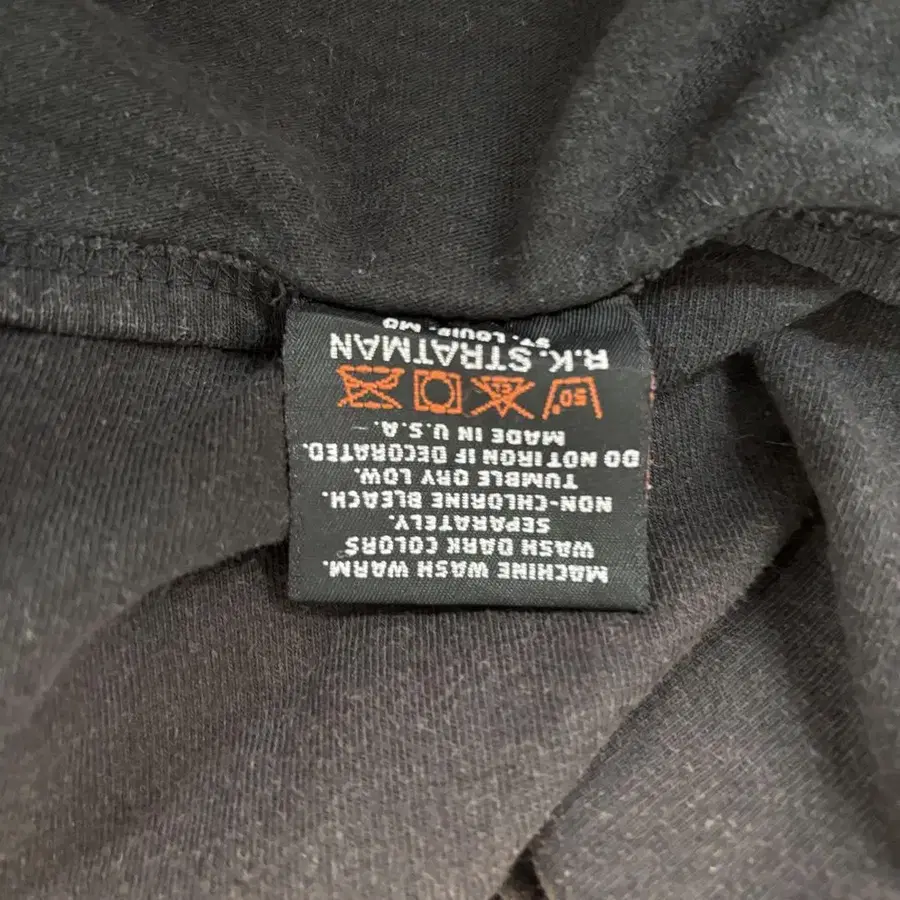 MACHINE WASH WARM.
WASH DARK COLORS
SEPARATELY.
NON-CHLORINE BLEACH.
TUMBLE DRY LOW.
DO NOT IRON IF DECORATED.
MADE IN U.S.A.
50°
R.K.STRATMAN
ST. LOUIS, MO